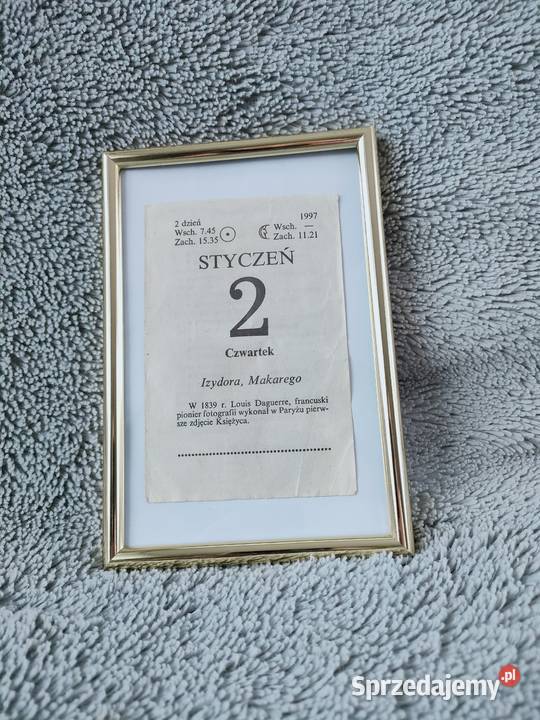 2 dzień
Wsch. 7.45
Zach. 15.35
1997
Wsch. —
Zach. 11.21
STYCZEŃ
2
Czwartek
Izydora, Makarego
W 1839 r. Louis Daguerre, francuski
pionier fotografii wykonał w Paryżu pierw-
sze zdjęcie Księżyca.
Sprzedajemy.pl